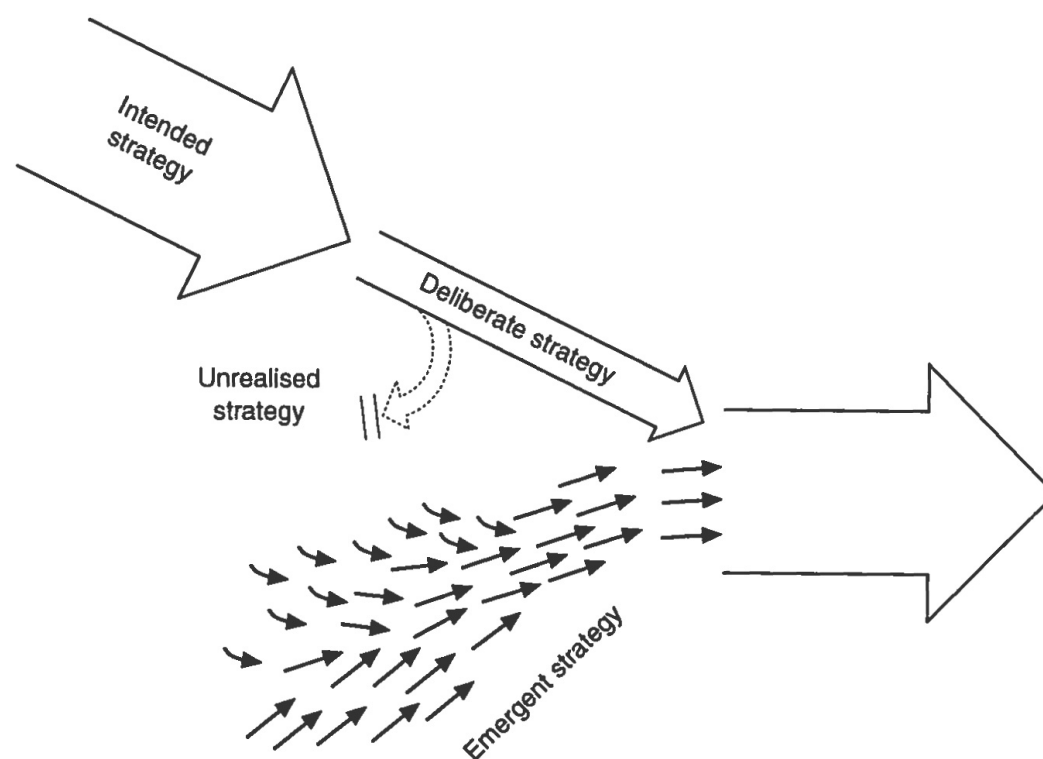 Intended
strategy
Deliberate strategy
Unrealised
strategy
Emergent strategy